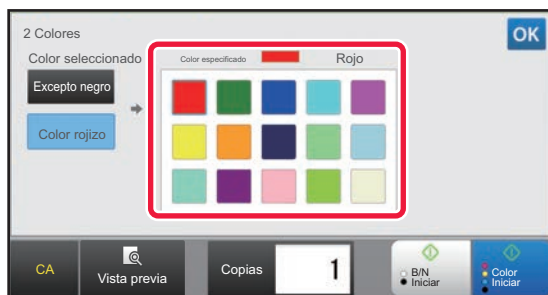 2 Colores
OK
Color seleccionado
Color especificado
Rojo
Excepto negro
Color rojizo
CA
Vista previa
Copias
1
B/N
Iniciar
Color
Iniciar